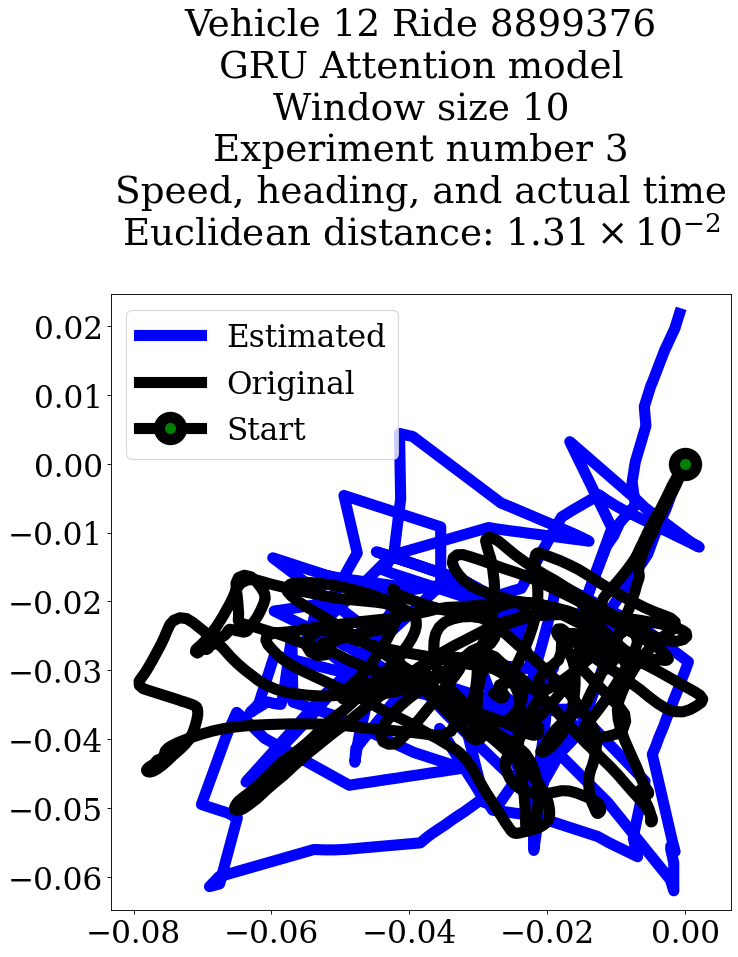 Vehicle 12 Ride 8899376
GRU Attention model
Window size 10
Experiment number 3
Speed, heading, and actual time
Euclidean distance: 1.31 × 10⁻²
Estimated
Original
Start
0.02
0.01
0.00
−0.01
−0.02
−0.03
−0.04
−0.05
−0.06
−0.08 −0.06 −0.04 −0.02 0.00